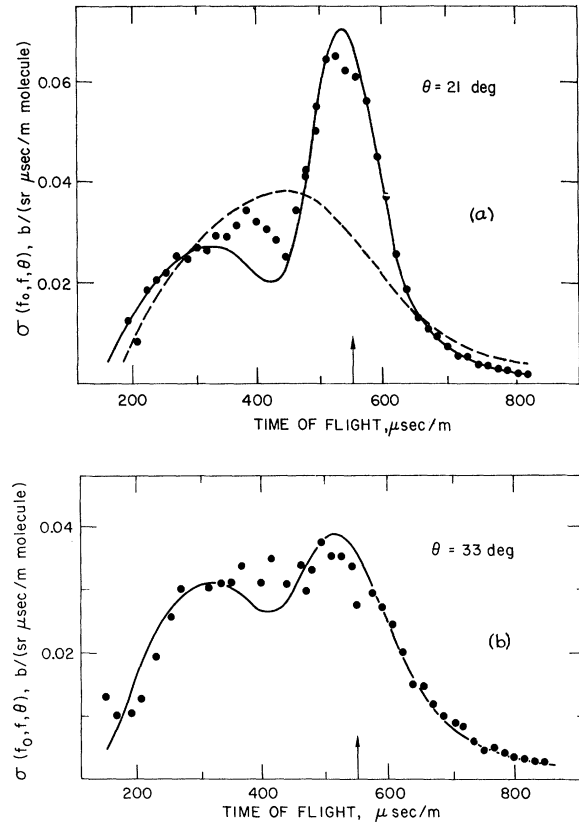 0.06
0.04
0.02
σ (f₀, f, θ), b/(sr μsec/m molecule)
θ = 21 deg
(a)
200 400 600 800
TIME OF FLIGHT, μsec/m
0.04
0.02
σ (f₀, f, θ), b/(sr μsec/m molecule)
θ = 33 deg
(b)
200 400 600 800
TIME OF FLIGHT, μsec/m